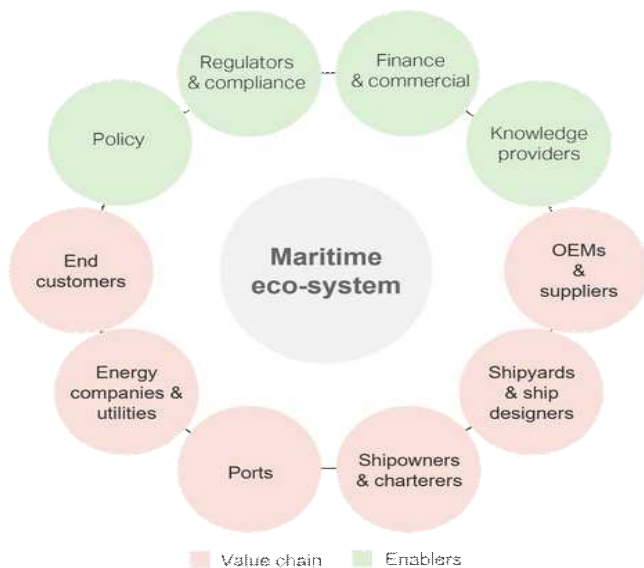 Regulators
& compliance
Finance
& commercial
Policy
Knowledge
providers
Maritime
eco-system
End
customers
OEMs
&
suppliers
Energy
companies &
utilities
Shipyards
& ship
designers
Ports
Shipowners
& charterers
Value chain
Enablers